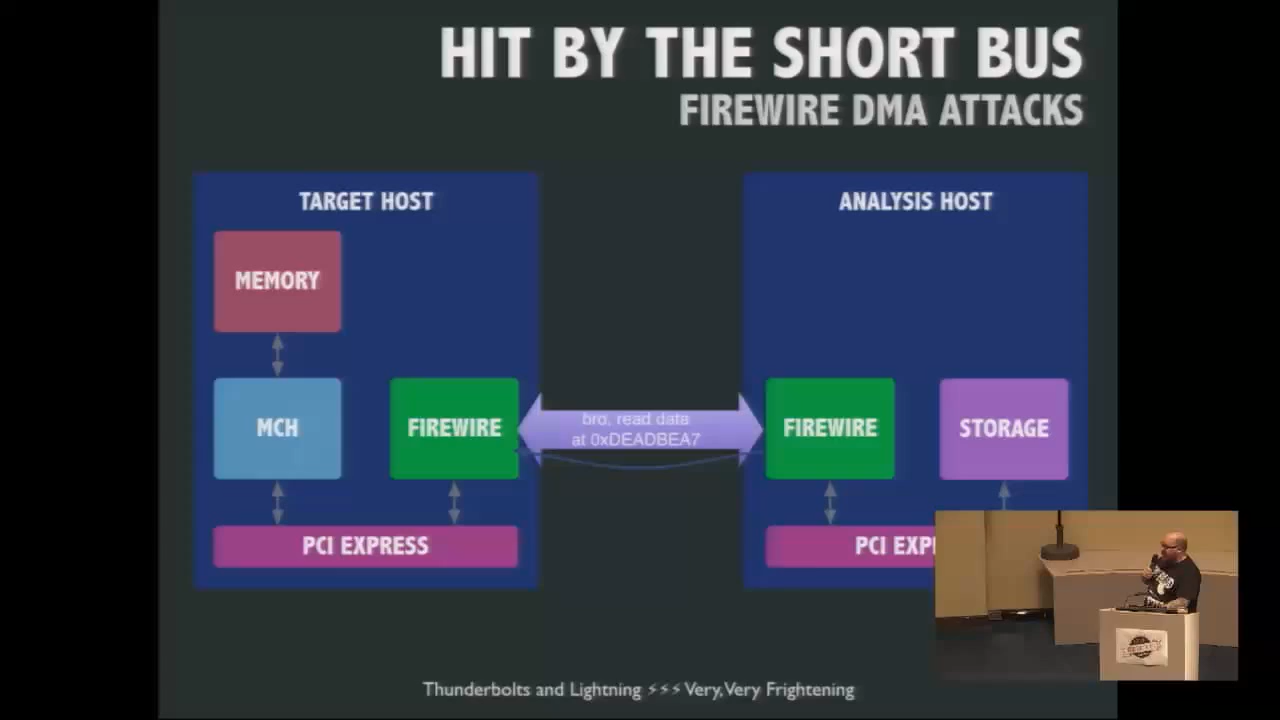 HIT BY THE SHORT BUS
FIREWIRE DMA ATTACKS
TARGET HOST
ANALYSIS HOST
MEMORY
MCH
FIREWIRE
bro, read data
at 0xDEADBEA7
FIREWIRE
STORAGE
PCI EXPRESS
PCI EXP
Thunderbolts and Lightning ⚡⚡⚡ Very, Very Frightening